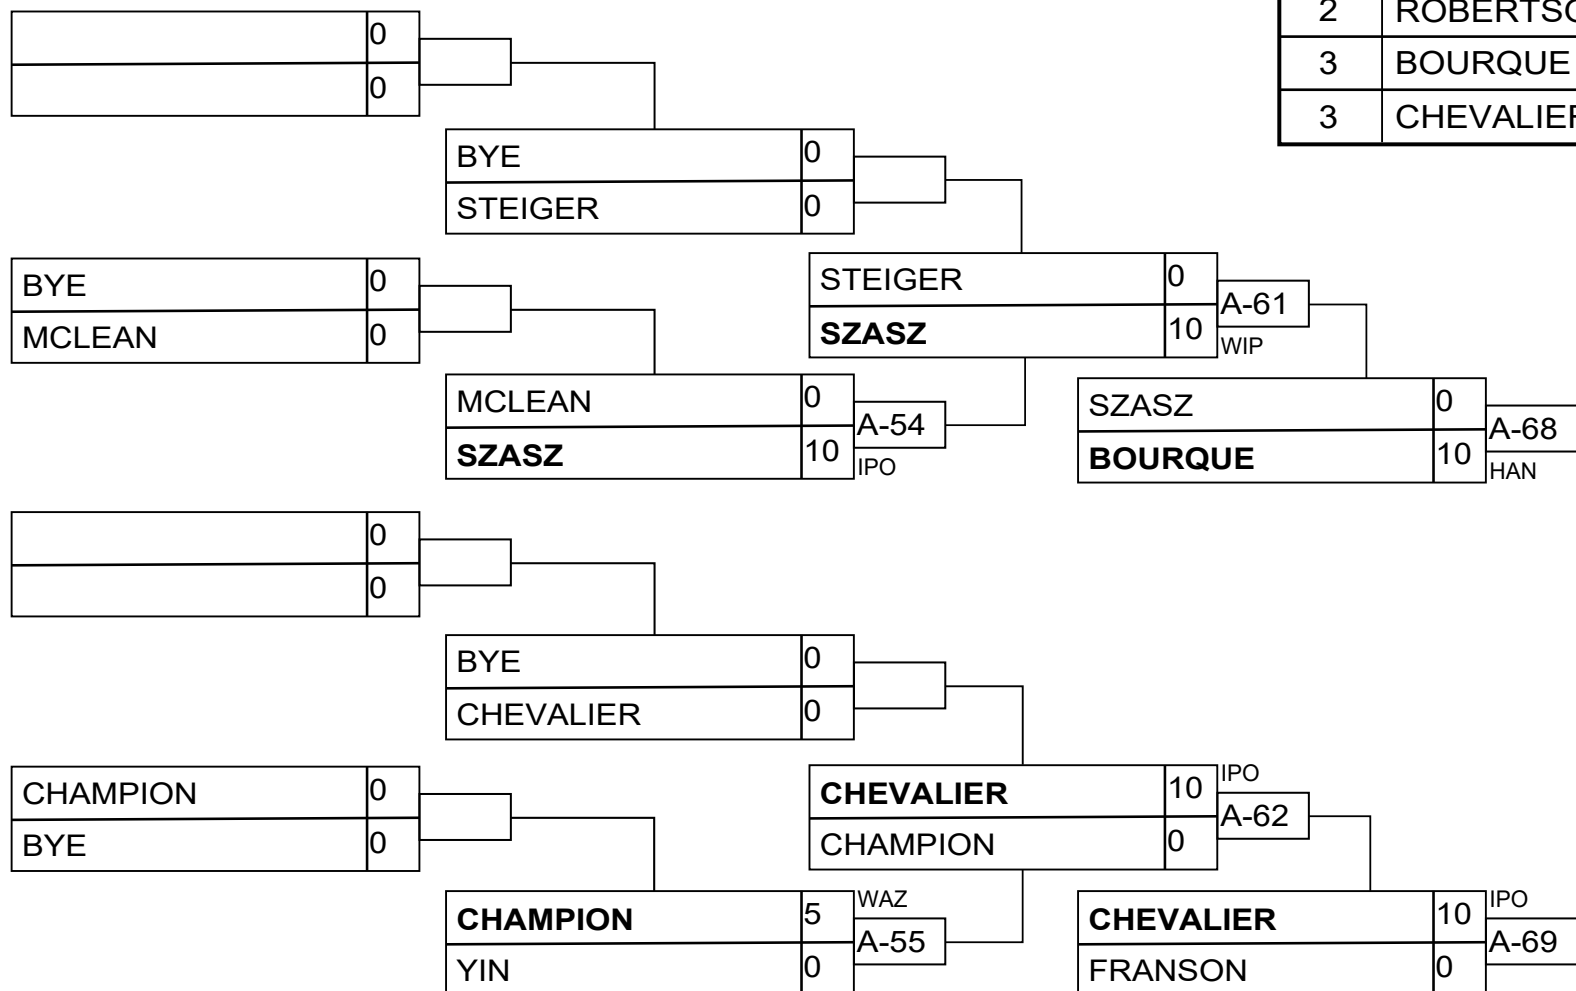 0
0
BYE 0
STEIGER 0
BYE 0
MCLEAN 0
STEIGER 0
SZASZ 10
A-61
WIP
MCLEAN 0
SZASZ 10
A-54
IPO
SZASZ 0
BOURQUE 10
A-68
HAN
0
0
BYE 0
CHEVALIER 0
CHAMPION 0
BYE 0
CHEVALIER 10
CHAMPION 0
IPO
A-62
CHAMPION 5
YIN 0
WAZ
A-55
CHEVALIER 10
FRANSON 0
IPO
A-69
2
3 BOURQUE
3 CHEVALIER